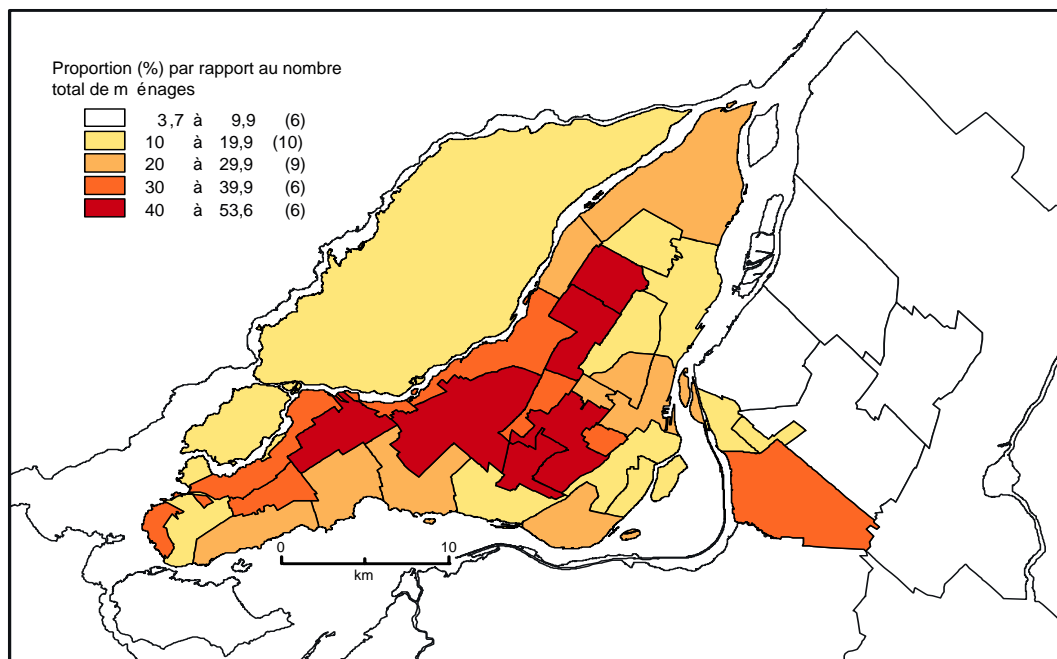 Proportion (%) par rapport au nombre
total de m énages
3,7 à 9,9 (6)
10 à 19,9 (10)
20 à 29,9 (9)
30 à 39,9 (6)
40 à 53,6 (6)
0 10
km